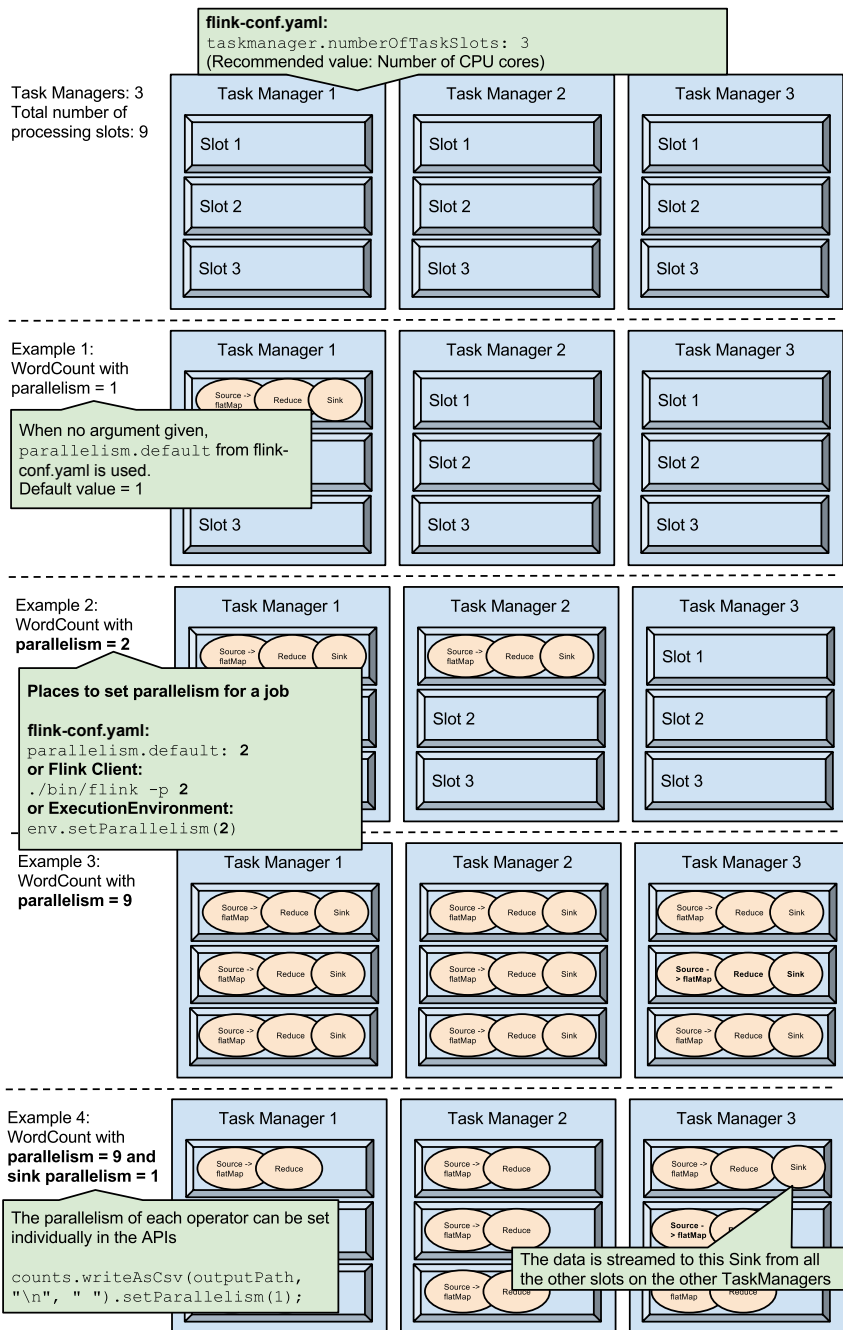 flink-conf.yaml:
taskmanager.numberOfTaskSlots: 3
(Recommended value: Number of CPU cores)
Task Managers: 3
Total number of
processing slots: 9
Task Manager 1
Slot 1
Slot 2
Slot 3
Task Manager 2
Slot 1
Slot 2
Slot 3
Task Manager 3
Slot 1
Slot 2
Slot 3
Example 1:
WordCount with
parallelism = 1
When no argument given,
parallelism.default from flink-
conf.yaml is used.
Default value = 1
Task Manager 1
Source ->
flatMap
Reduce
Sink
Slot 3
Task Manager 2
Slot 1
Slot 2
Slot 3
Task Manager 3
Slot 1
Slot 2
Slot 3
Example 2:
WordCount with
parallelism = 2
Places to set parallelism for a job
flink-conf.yaml:
parallelism.default: 2
or Flink Client:
./bin/flink -p 2
or ExecutionEnvironment:
env.setParallelism(2)
Task Manager 1
Source ->
flatMap
Reduce
Sink
Task Manager 2
Source ->
flatMap
Reduce
Sink
Slot 2
Slot 3
Task Manager 3
Slot 1
Slot 2
Slot 3
Example 3:
WordCount with
parallelism = 9
Task Manager 1
Source ->
flatMap
Reduce
Sink
Source ->
flatMap
Reduce
Sink
Source ->
flatMap
Reduce
Sink
Task Manager 2
Source ->
flatMap
Reduce
Sink
Source ->
flatMap
Reduce
Sink
Source ->
flatMap
Reduce
Sink
Task Manager 3
Source ->
flatMap
Reduce
Sink
Source -
> flatMap
Reduce
Sink
Source ->
flatMap
Reduce
Sink
Example 4:
WordCount with
parallelism = 9 and
sink parallelism = 1
The parallelism of each operator can be set
individually in the APIs
counts.writeAsCsv(outputPath,
"\n", " ").setParallelism(1);
Task Manager 1
Source ->
flatMap
Reduce
Task Manager 2
Source ->
flatMap
Reduce
Source ->
flatMap
Reduce
Source ->
flatMap
Reduce
Task Manager 3
Source ->
flatMap
Reduce
Sink
Source -
> flatMap
The data is streamed to this Sink from all
the other slots on the other TaskManagers
flatMap
Reduce